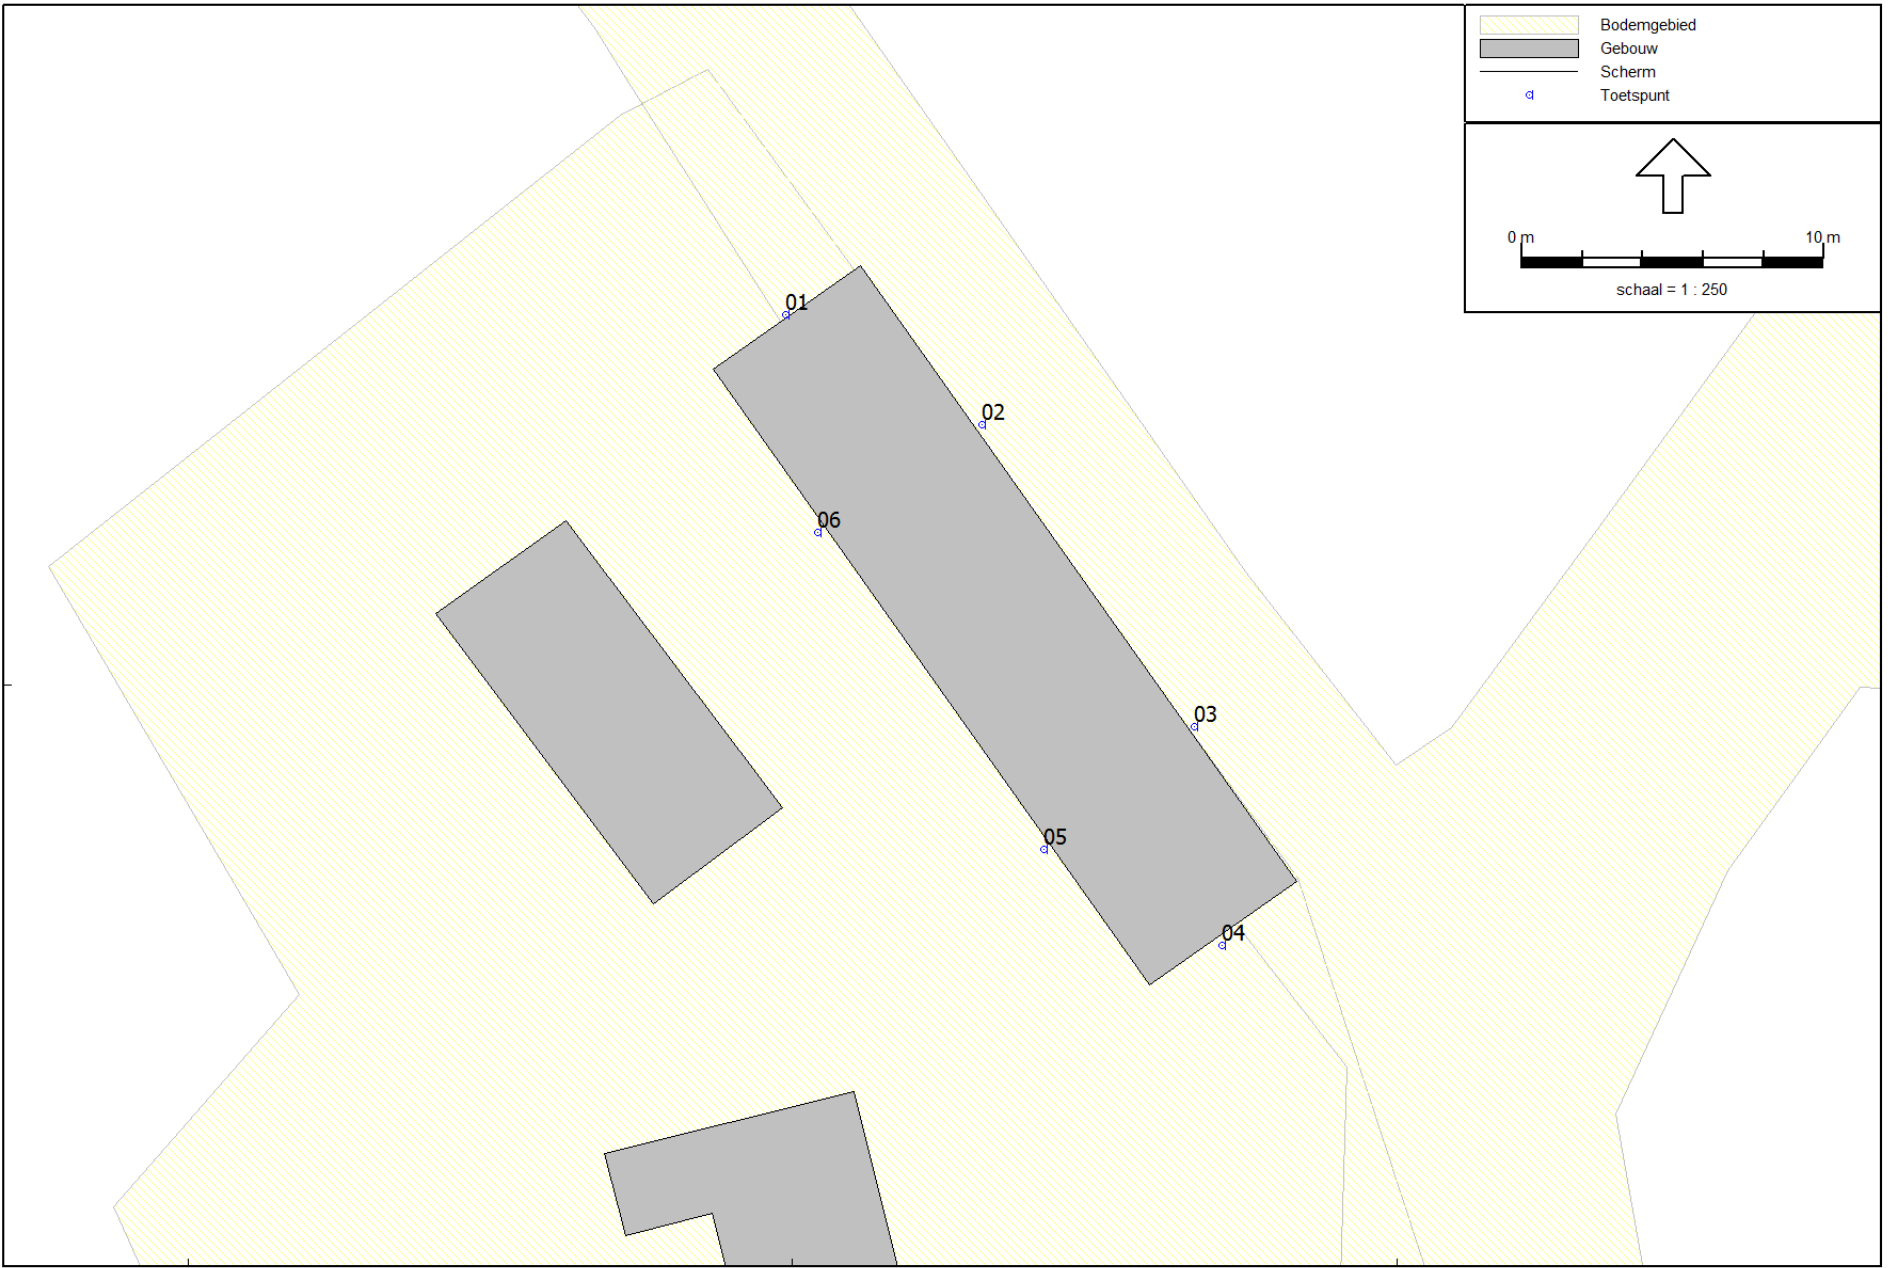 Bodemgebied
Gebouw
Scherm
Toetspunt
0 m 10 m
schaal = 1 : 250
01
02
06
03
05
04